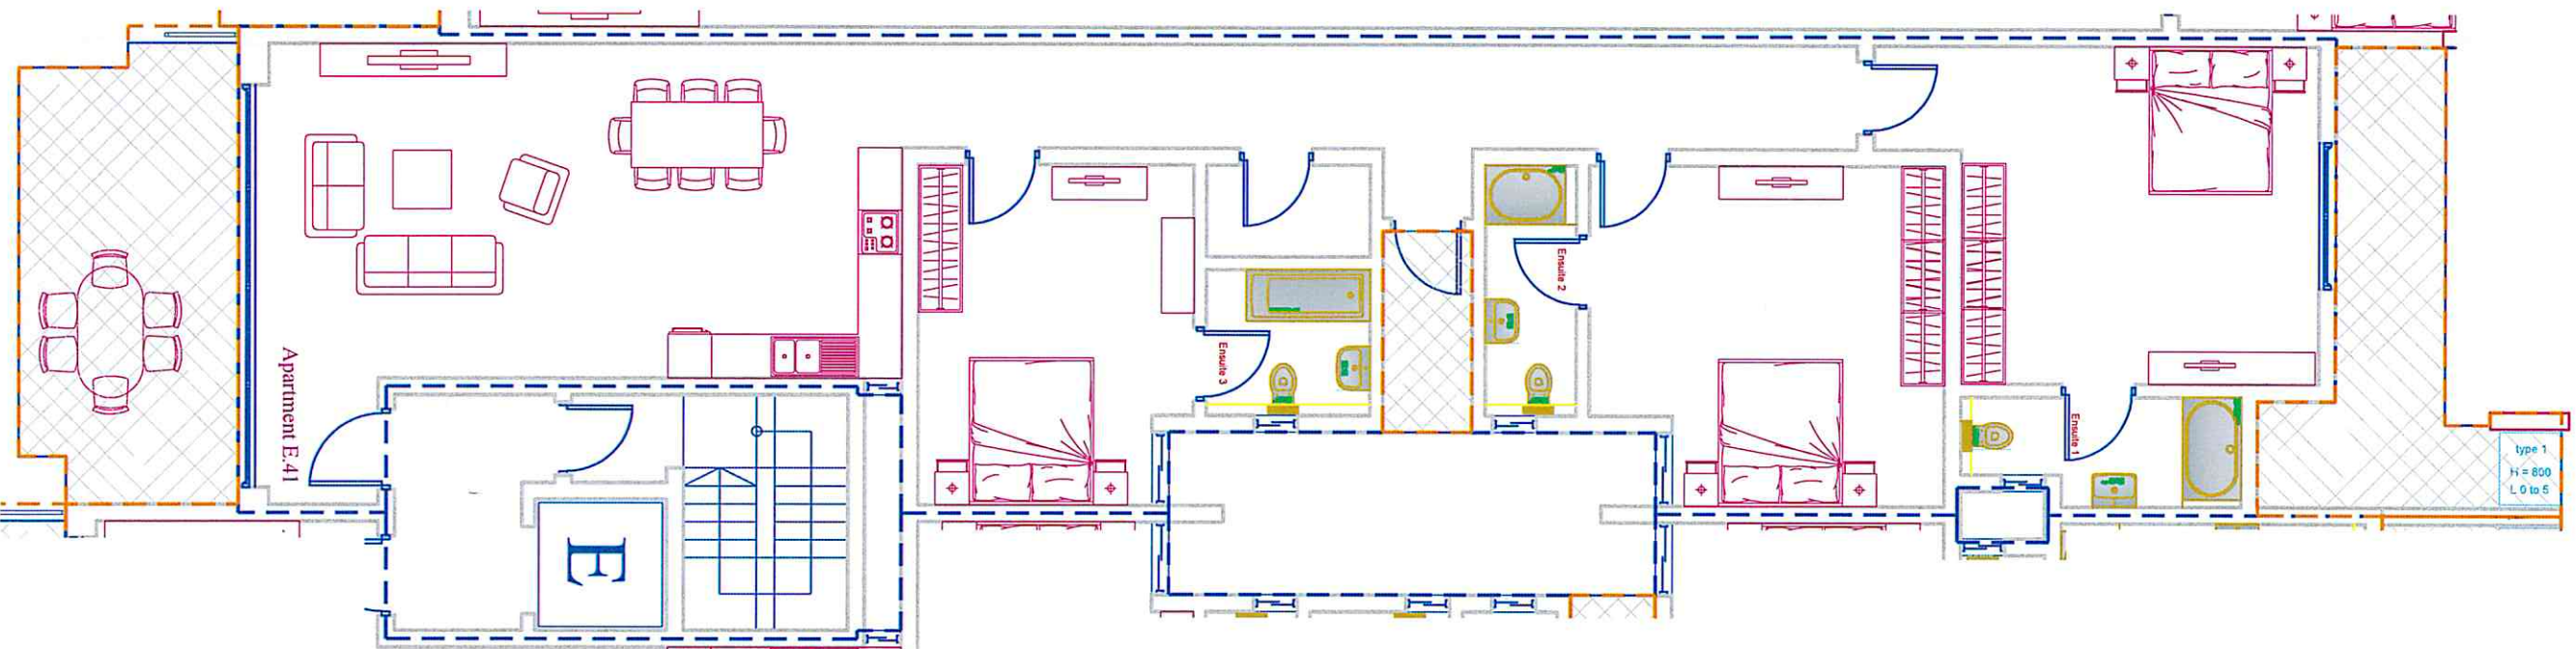 Apartment E.41
E
Ensuite 3
Ensuite 2
Ensuite 1
type 1
H = 800
L 0 to 5